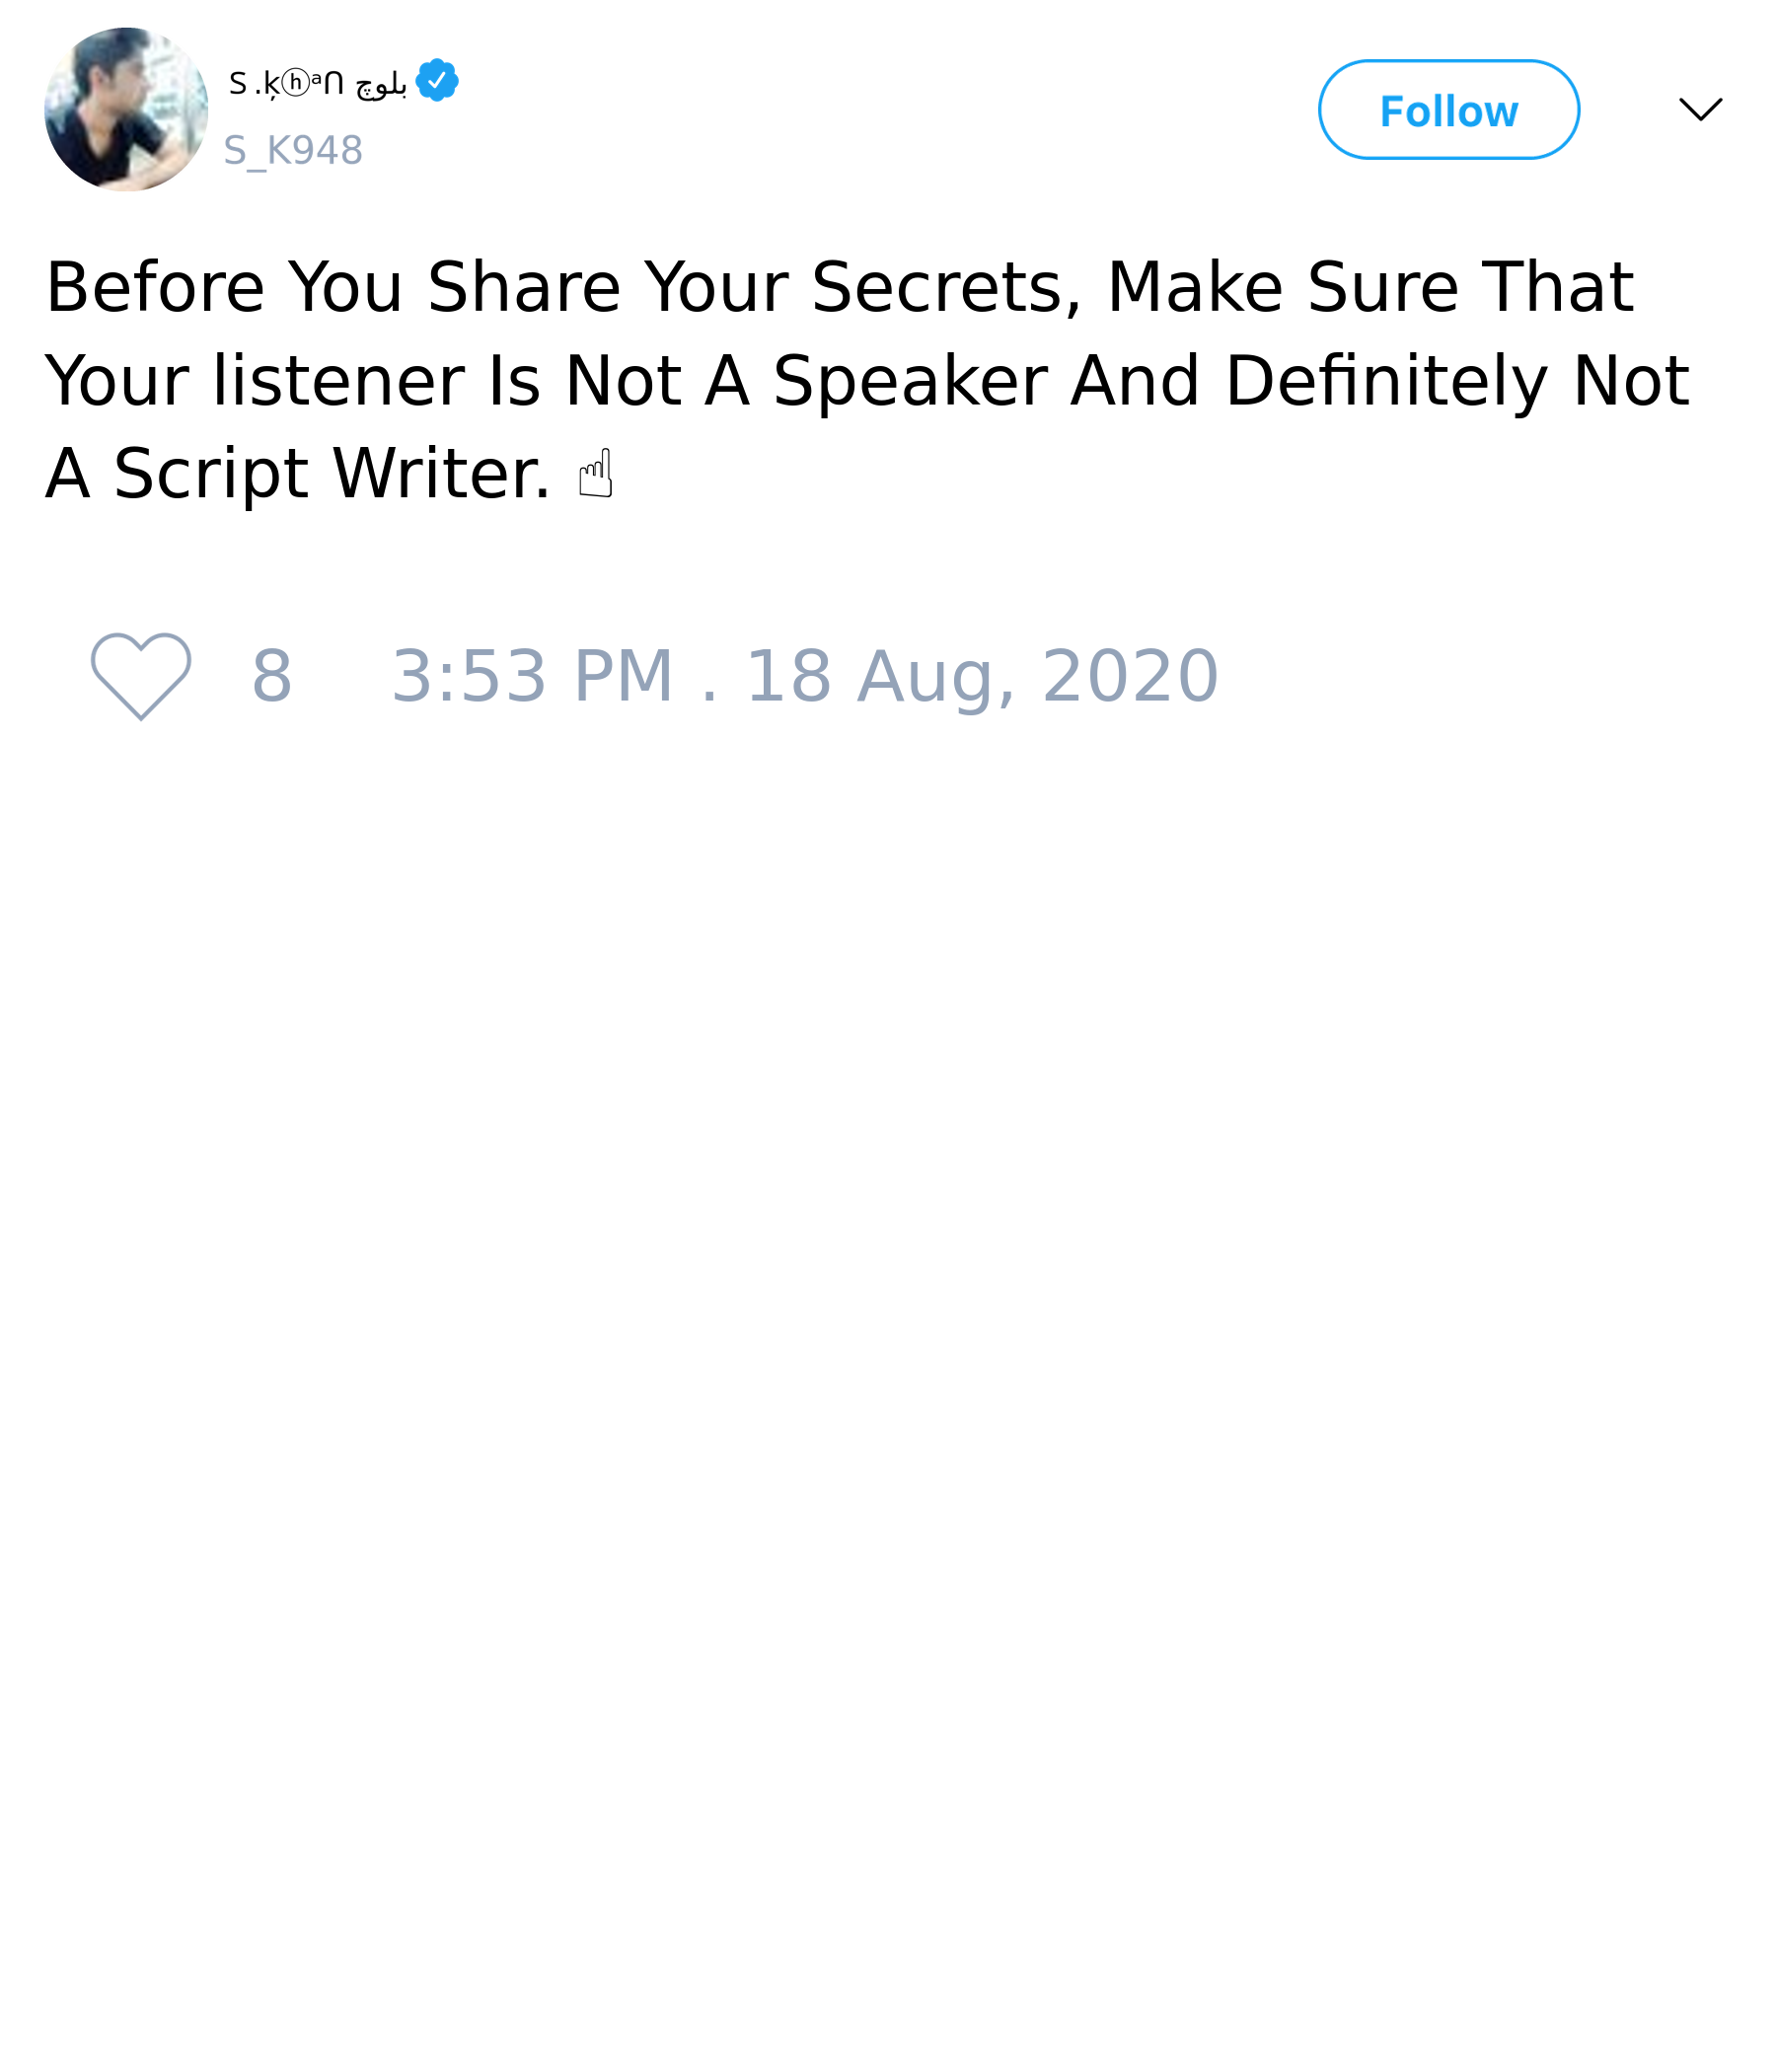 S .ķⓗᵃᑎ بلوچ
S_K948
Follow
Before You Share Your Secrets, Make Sure That
Your listener Is Not A Speaker And Definitely Not
A Script Writer. ☝
8 3:53 PM . 18 Aug, 2020